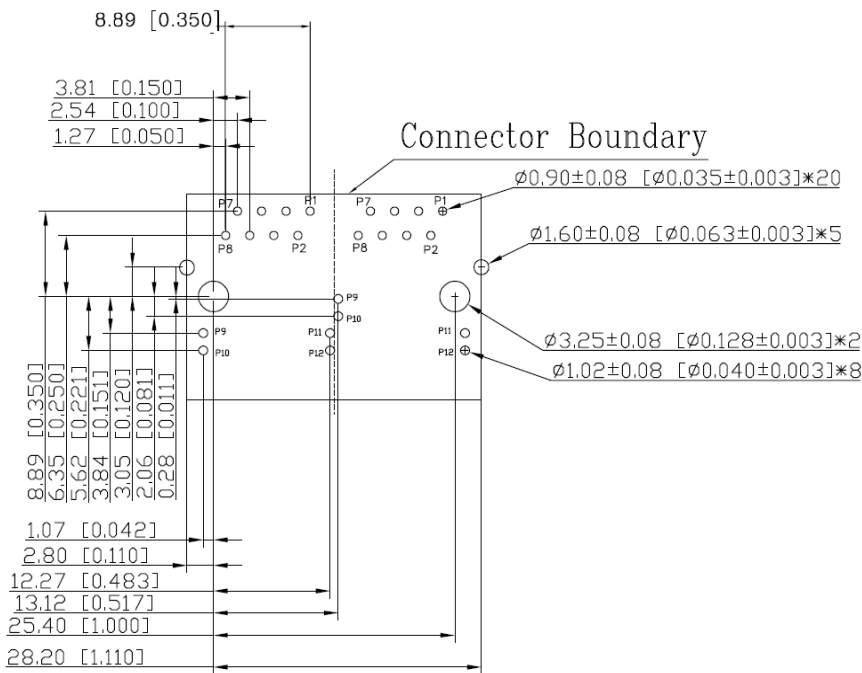 8.89 [0.350]
3.81 [0.150]
2.54 [0.100]
1.27 [0.050]
Connector Boundary
Ø0.90±0.08 [Ø0.035±0.003]*20
P7 P1 P7 P1
P8 P2 P8 P2
Ø1.60±0.08 [Ø0.063±0.003]*5
P9
P10
P9 P11 P11
P10 P12 P12
Ø3.25±0.08 [Ø0.128±0.003]*2
Ø1.02±0.08 [Ø0.040±0.003]*8
8.89 [0.350]
6.35 [0.250]
5.62 [0.221]
3.84 [0.151]
3.05 [0.120]
2.06 [0.081]
0.28 [0.011]
1.07 [0.042]
2.80 [0.110]
12.27 [0.483]
13.12 [0.517]
25.40 [1.000]
28.20 [1.110]